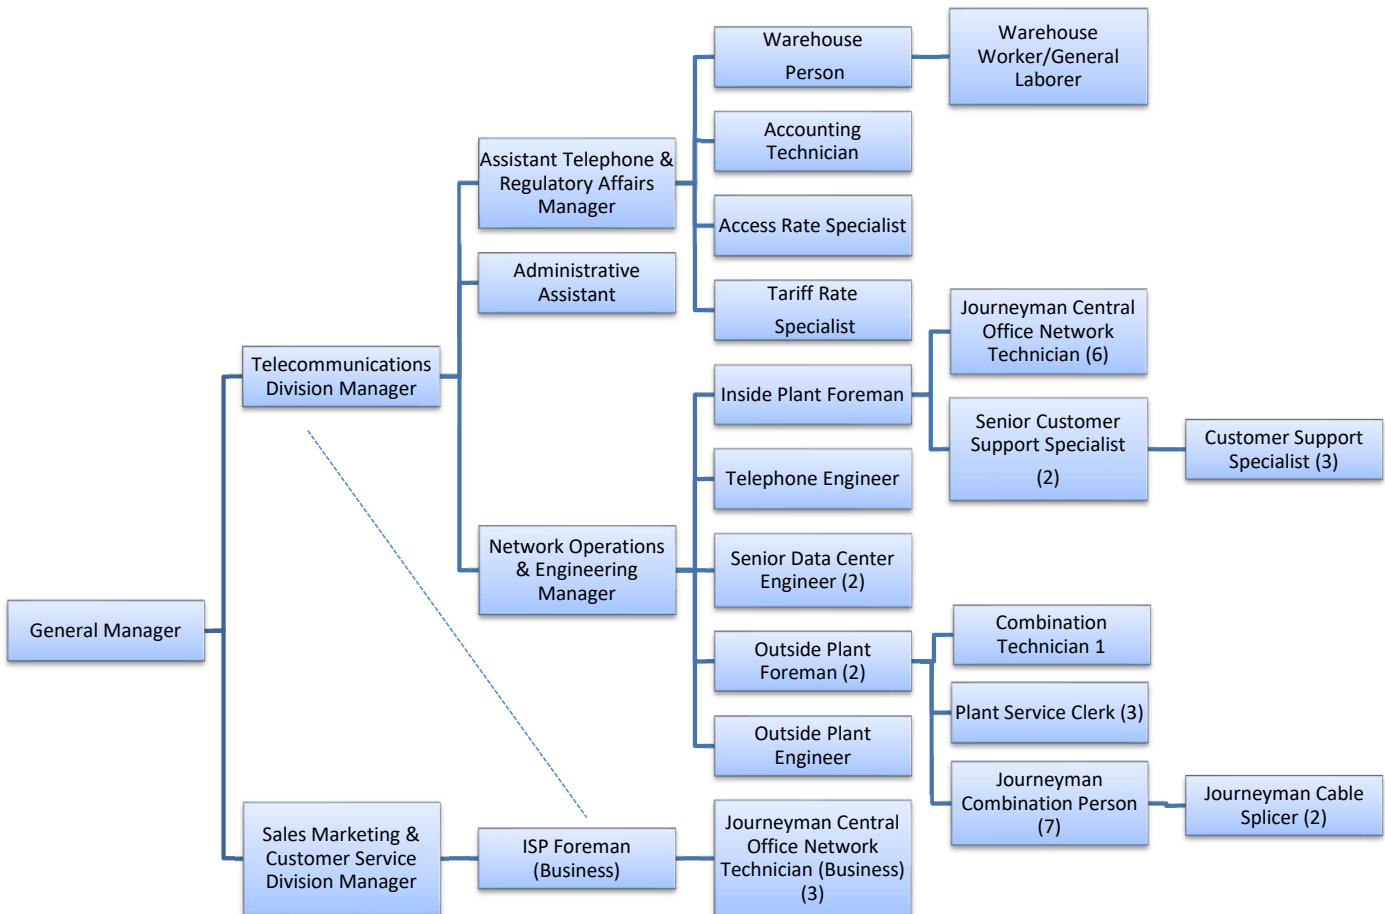 General Manager
Telecommunications
Division Manager
Assistant Telephone &
Regulatory Affairs
Manager
Warehouse
Person
Warehouse
Worker/General
Laborer
Accounting
Technician
Access Rate Specialist
Tariff Rate
Specialist
Administrative
Assistant
Network Operations
& Engineering
Manager
Inside Plant Foreman
Journeyman Central
Office Network
Technician (6)
Senior Customer
Support Specialist
(2)
Customer Support
Specialist (3)
Telephone Engineer
Senior Data Center
Engineer (2)
Outside Plant
Foreman (2)
Combination
Technician 1
Plant Service Clerk (3)
Journeyman
Combination Person
(7)
Journeyman Cable
Splicer (2)
Outside Plant
Engineer
Sales Marketing &
Customer Service
Division Manager
ISP Foreman
(Business)
Journeyman Central
Office Network
Technician (Business)
(3)